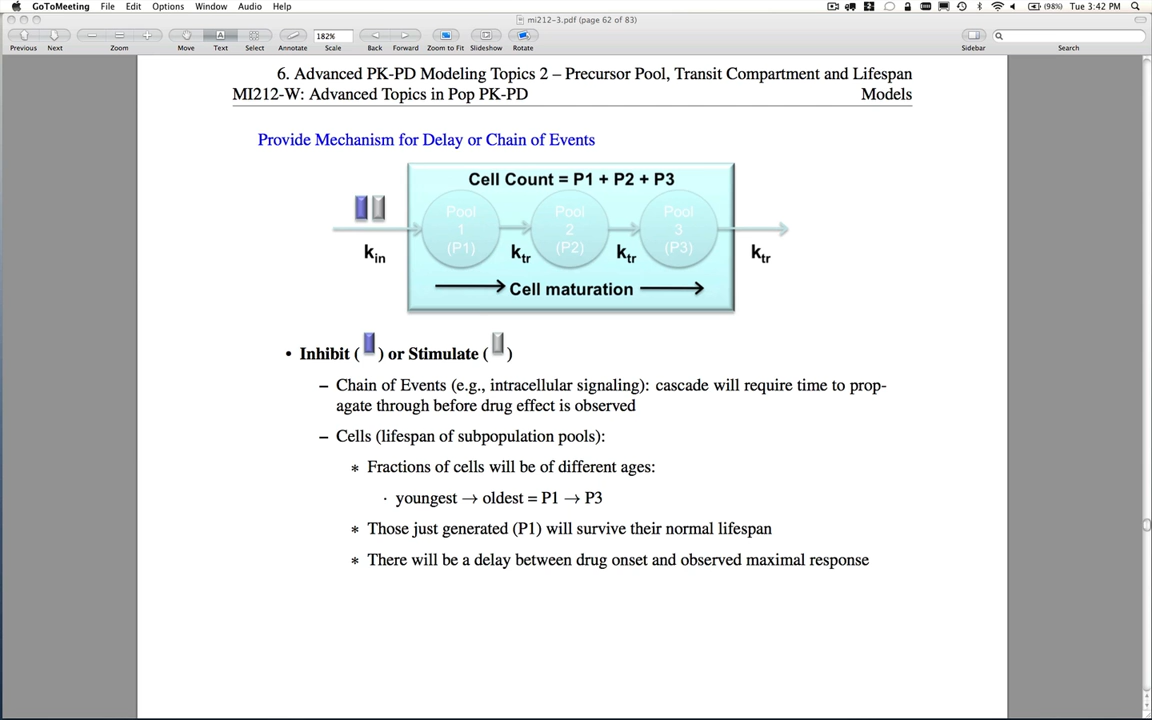 GoToMeeting File Edit Options Window Audio Help (98%) Tue 3:42 PM
mi212-3.pdf (page 62 of 83)
182%
Previous Next Zoom Move Text Select Annotate Scale Back Forward Zoom to Fit Slideshow Rotate Sidebar Search
6. Advanced PK-PD Modeling Topics 2 – Precursor Pool, Transit Compartment and Lifespan
MI212-W: Advanced Topics in Pop PK-PD Models
Provide Mechanism for Delay or Chain of Events
Cell Count = P1 + P2 + P3
Pool Pool Pool
1 2 3
(P1) (P2) (P3)
kin ktr ktr ktr
Cell maturation
• Inhibit ( ) or Stimulate ( )
– Chain of Events (e.g., intracellular signaling): cascade will require time to prop-
agate through before drug effect is observed
– Cells (lifespan of subpopulation pools):
∗ Fractions of cells will be of different ages:
· youngest → oldest = P1 → P3
∗ Those just generated (P1) will survive their normal lifespan
∗ There will be a delay between drug onset and observed maximal response